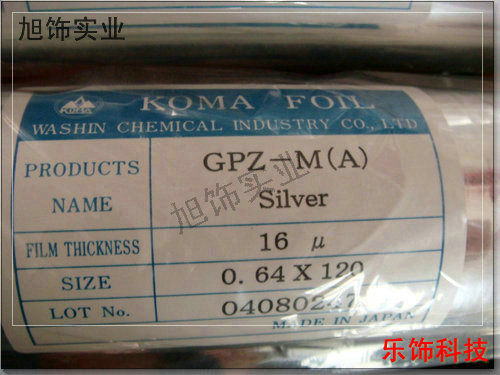 旭饰实业
KOMA FOIL
WASHIN CHEMICAL INDUSTRY CO., LTD
PRODUCTS NAME GPZ-M(A) Silver
FILM THICKNESS 16 μ
SIZE 0.64 X 120
LOT No.
MADE IN JAPAN
旭饰实业
乐饰科技